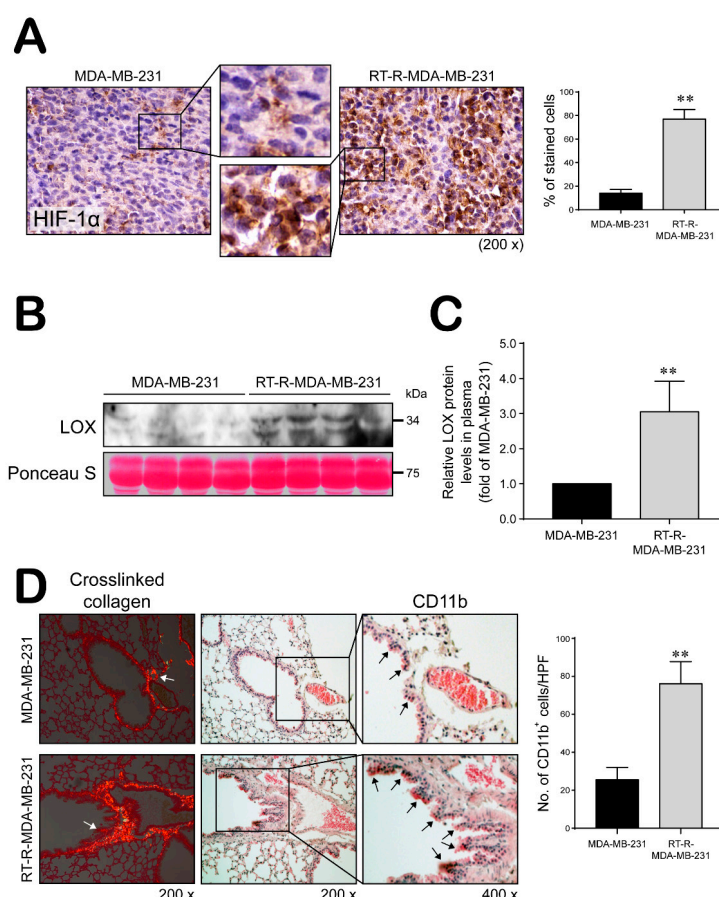 A
MDA-MB-231
RT-R-MDA-MB-231
HIF-1α
(200 x)
% of stained cells
100
80
60
40
20
0
**
MDA-MB-231
RT-R-
MDA-MB-231
B
MDA-MB-231
RT-R-MDA-MB-231
kDa
LOX
34
Ponceau S
75
C
Relative LOX protein
levels in plasma
(fold of MDA-MB-231)
5.0
4.0
3.0
2.0
1.0
0.0
**
MDA-MB-231
RT-R-
MDA-MB-231
D
Crosslinked
collagen
CD11b
MDA-MB-231
RT-R-MDA-MB-231
200 x
200 x
400 x
No. of CD11b⁺ cells/HPF
100
80
60
40
20
0
**
MDA-MB-231
RT-R-
MDA-MB-231